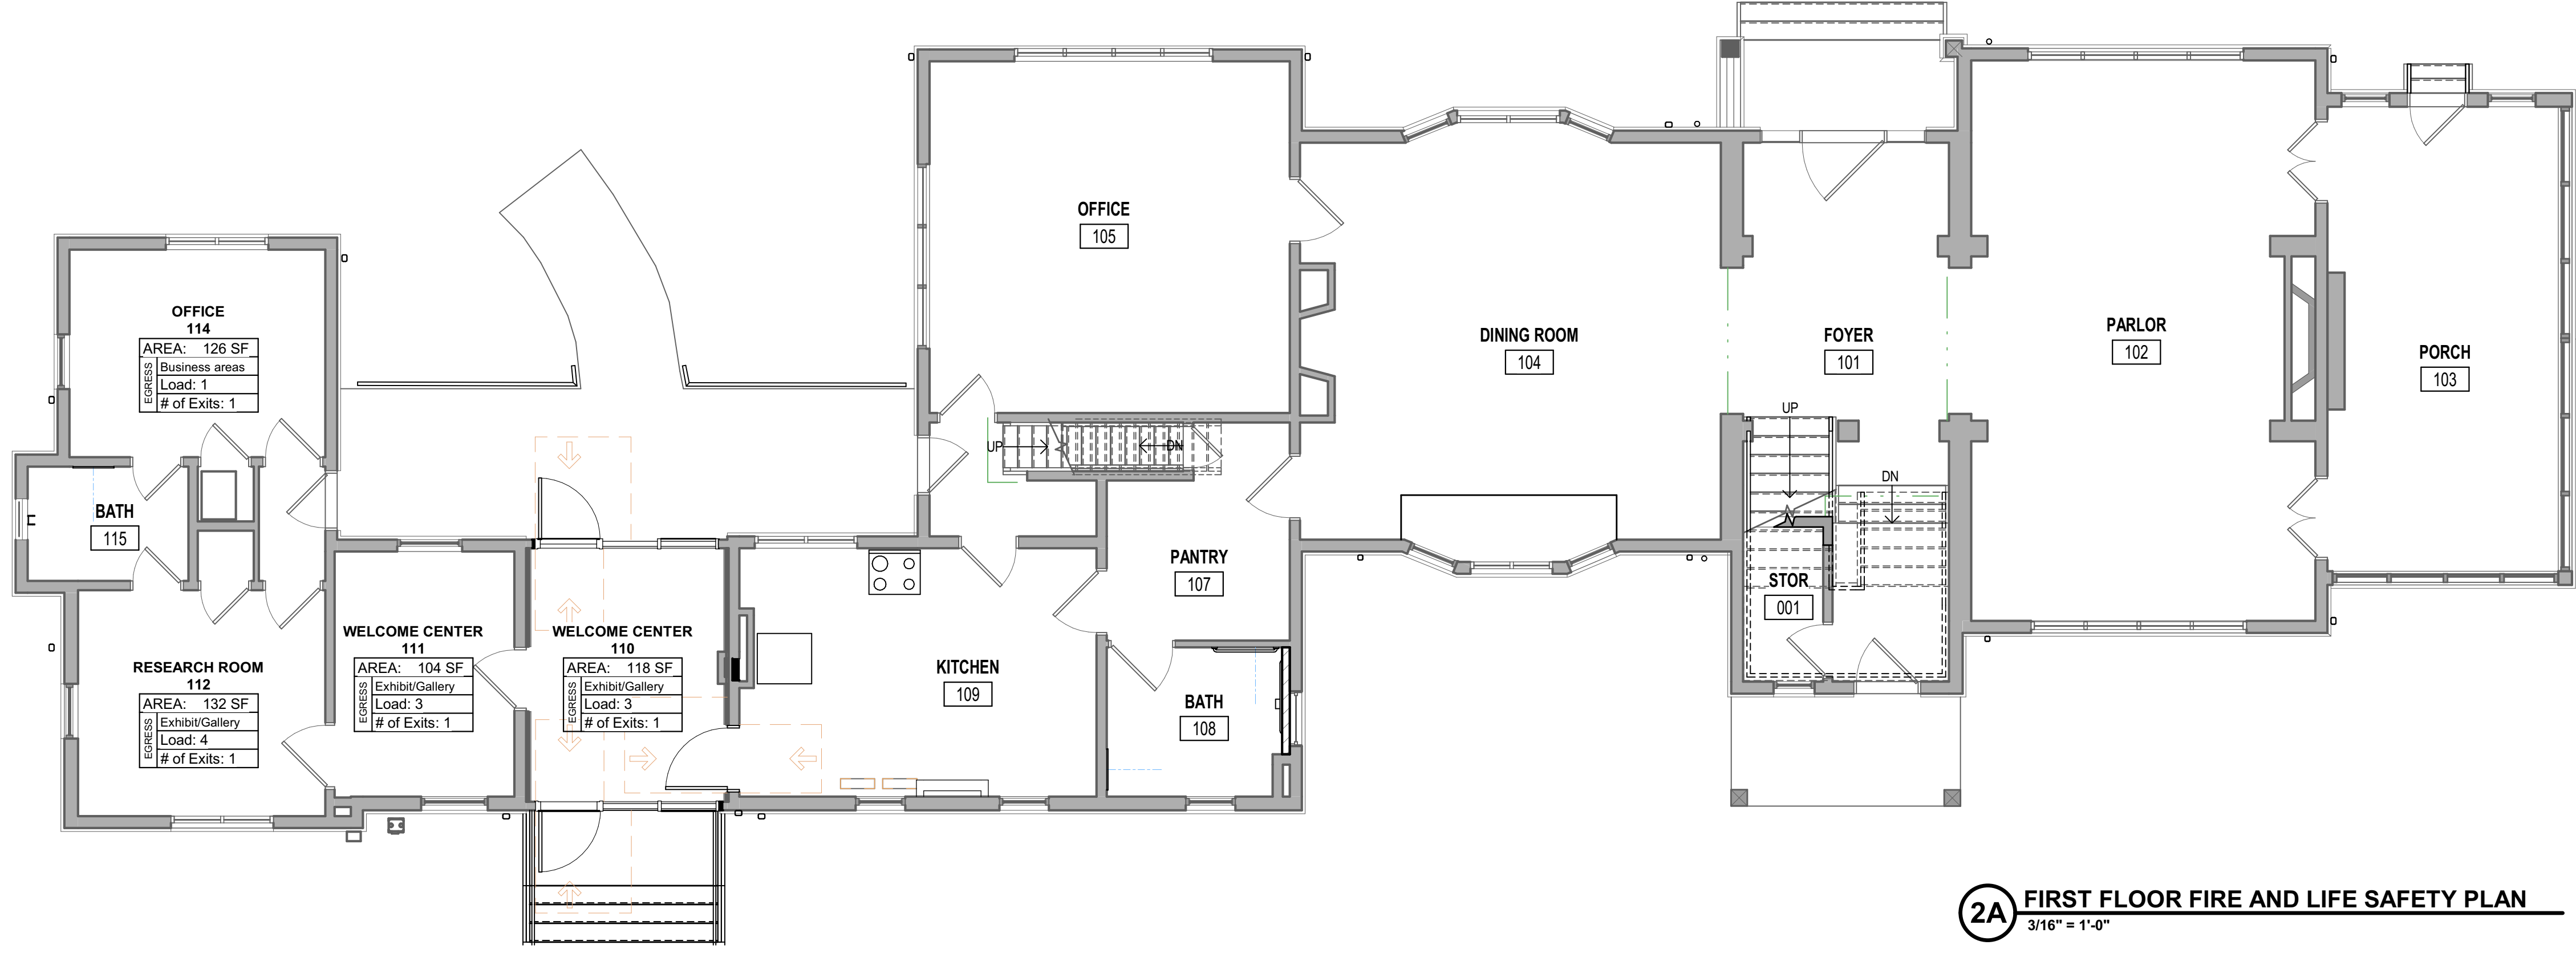 OFFICE
105
OFFICE
114
AREA: 126 SF
EGRESS
Business areas
Load: 1
# of Exits: 1
DINING ROOM
104
FOYER
101
PARLOR
102
PORCH
103
UP
DN
UP
DN
BATH
115
PANTRY
107
STOR
001
WELCOME CENTER
111
AREA: 104 SF
EGRESS
Exhibit/Gallery
Load: 3
# of Exits: 1
WELCOME CENTER
110
AREA: 118 SF
EGRESS
Exhibit/Gallery
Load: 3
# of Exits: 1
RESEARCH ROOM
112
AREA: 132 SF
EGRESS
Exhibit/Gallery
Load: 4
# of Exits: 1
KITCHEN
109
BATH
108
2A FIRST FLOOR FIRE AND LIFE SAFETY PLAN
3/16" = 1'-0"